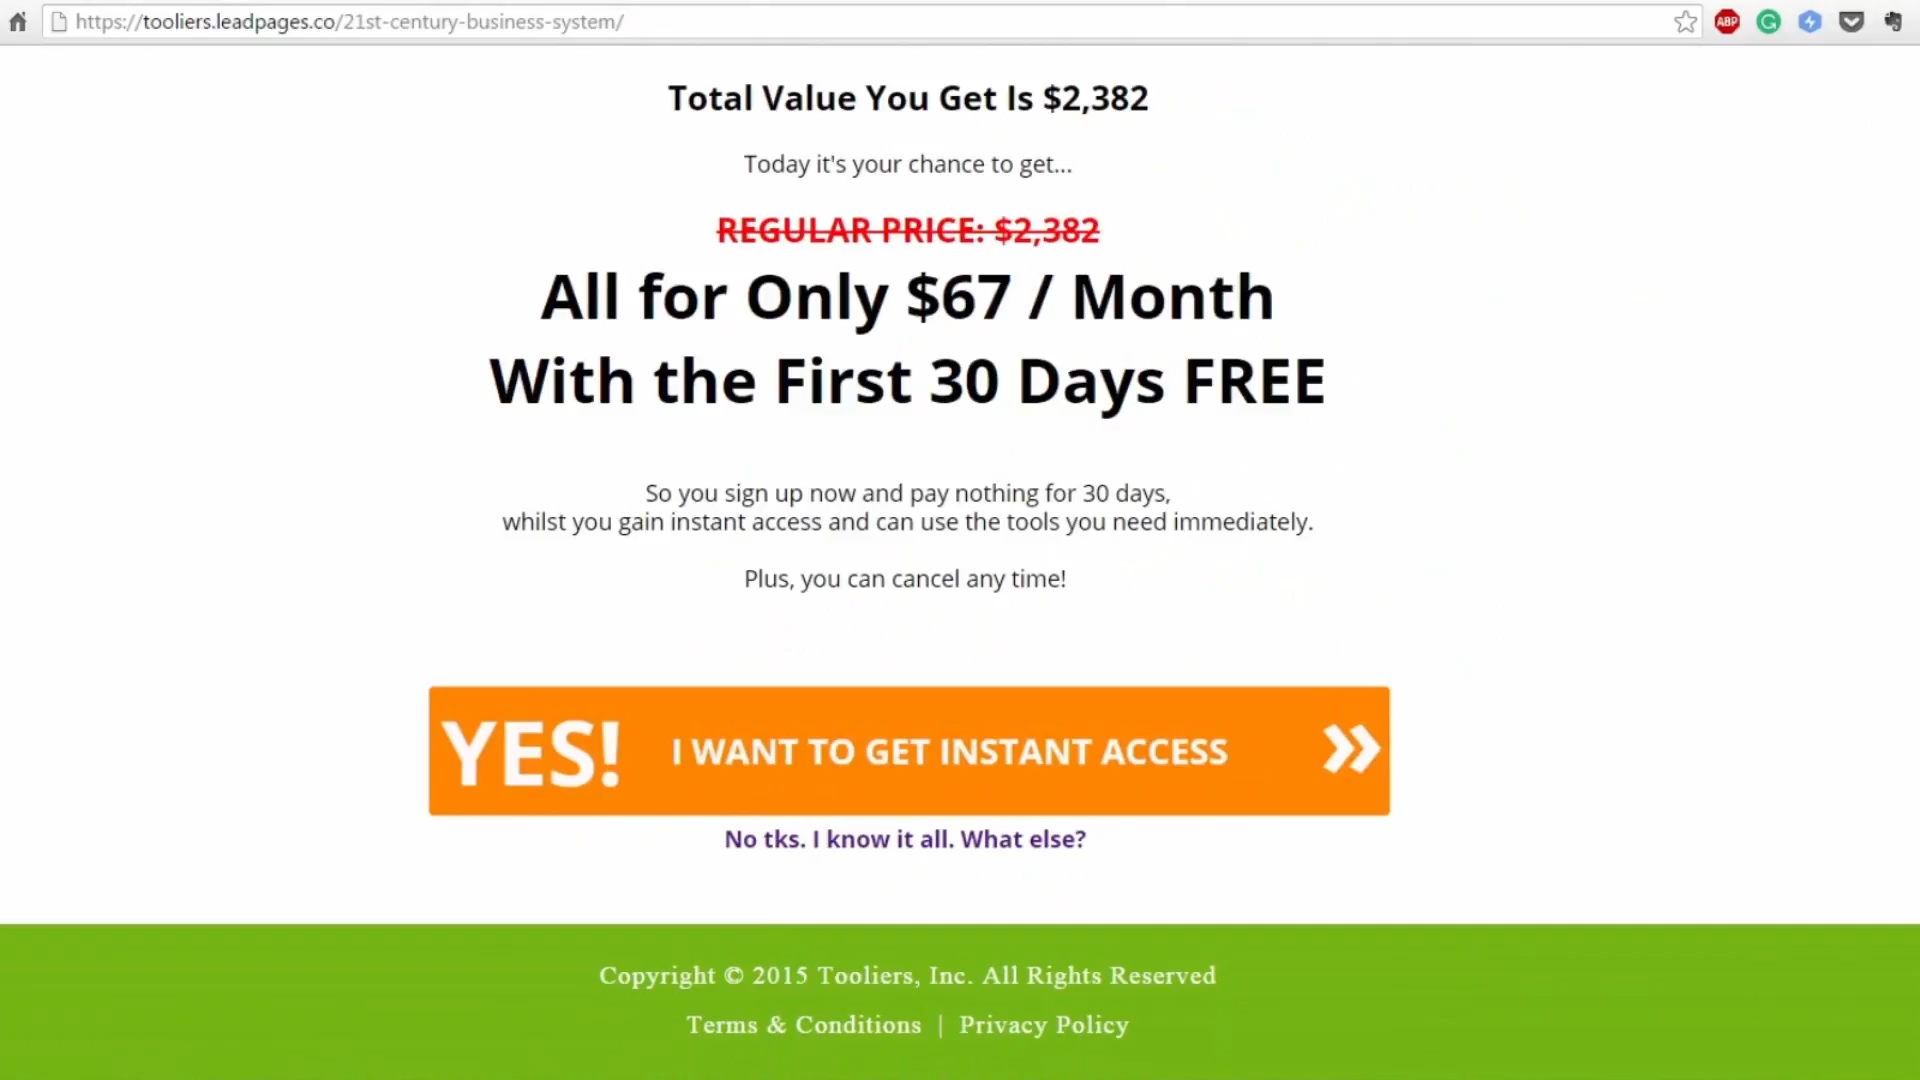 https://tooliers.leadpages.co/21st-century-business-system/
ABP
Total Value You Get Is $2,382
Today it's your chance to get...
REGULAR PRICE: $2,382
All for Only $67 / Month
With the First 30 Days FREE
So you sign up now and pay nothing for 30 days,
whilst you gain instant access and can use the tools you need immediately.
Plus, you can cancel any time!
YES! I WANT TO GET INSTANT ACCESS »
No tks. I know it all. What else?
Copyright © 2015 Tooliers, Inc. All Rights Reserved
Terms & Conditions | Privacy Policy